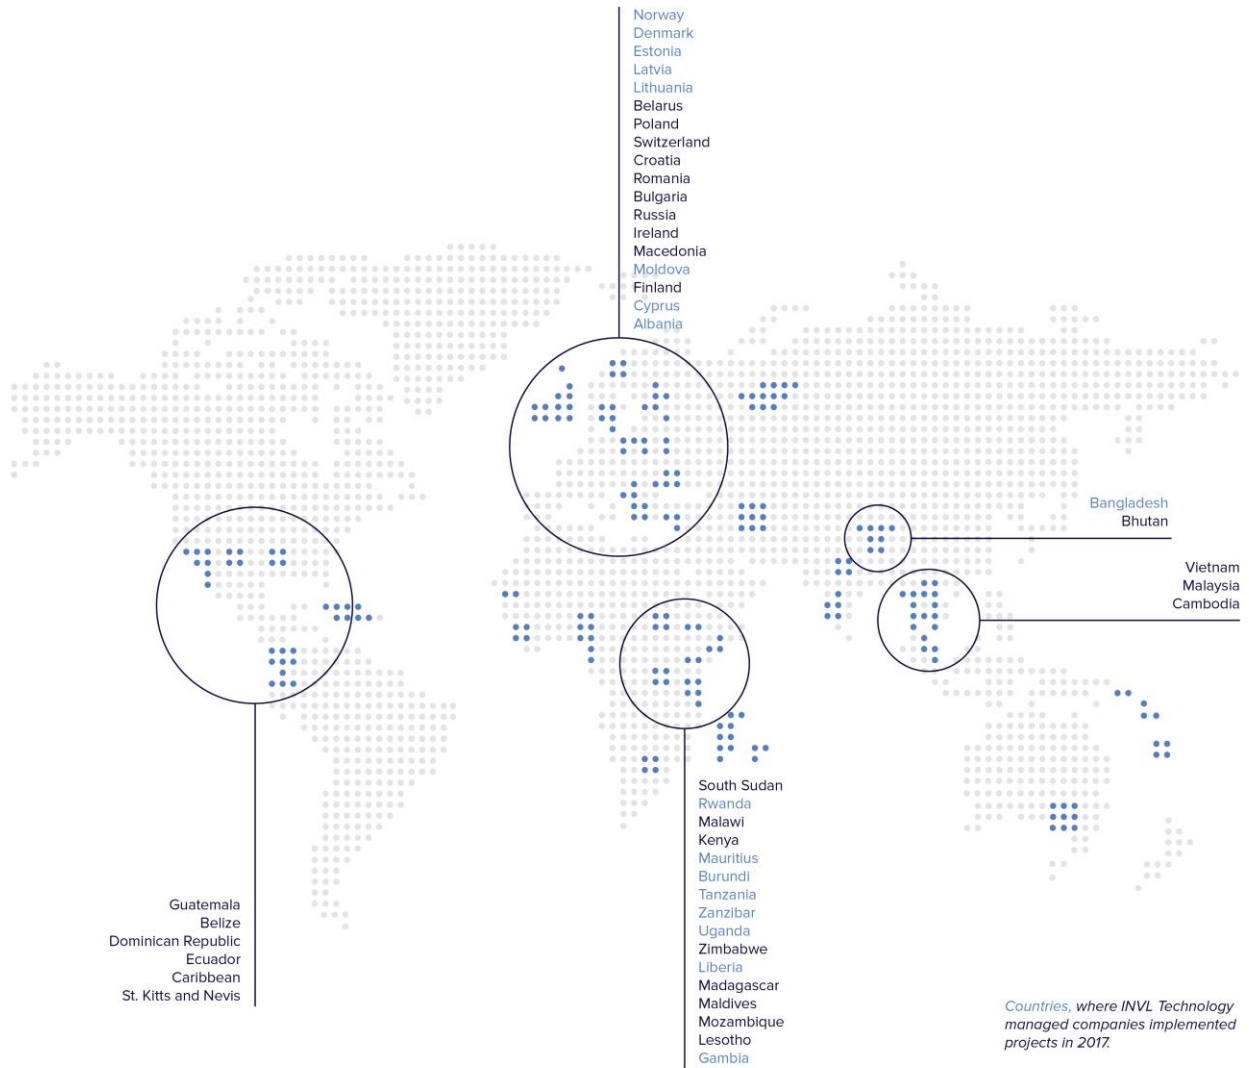 Norway
Denmark
Estonia
Latvia
Lithuania
Belarus
Poland
Switzerland
Croatia
Romania
Bulgaria
Russia
Ireland
Macedonia
Moldova
Finland
Cyprus
Albania
Bangladesh
Bhutan
Vietnam
Malaysia
Cambodia
South Sudan
Rwanda
Malawi
Kenya
Mauritius
Burundi
Tanzania
Zanzibar
Uganda
Zimbabwe
Liberia
Madagascar
Maldives
Mozambique
Lesotho
Gambia
Guatemala
Belize
Dominican Republic
Ecuador
Caribbean
St. Kitts and Nevis
Countries, where INVL Technology
managed companies implemented
projects in 2017.